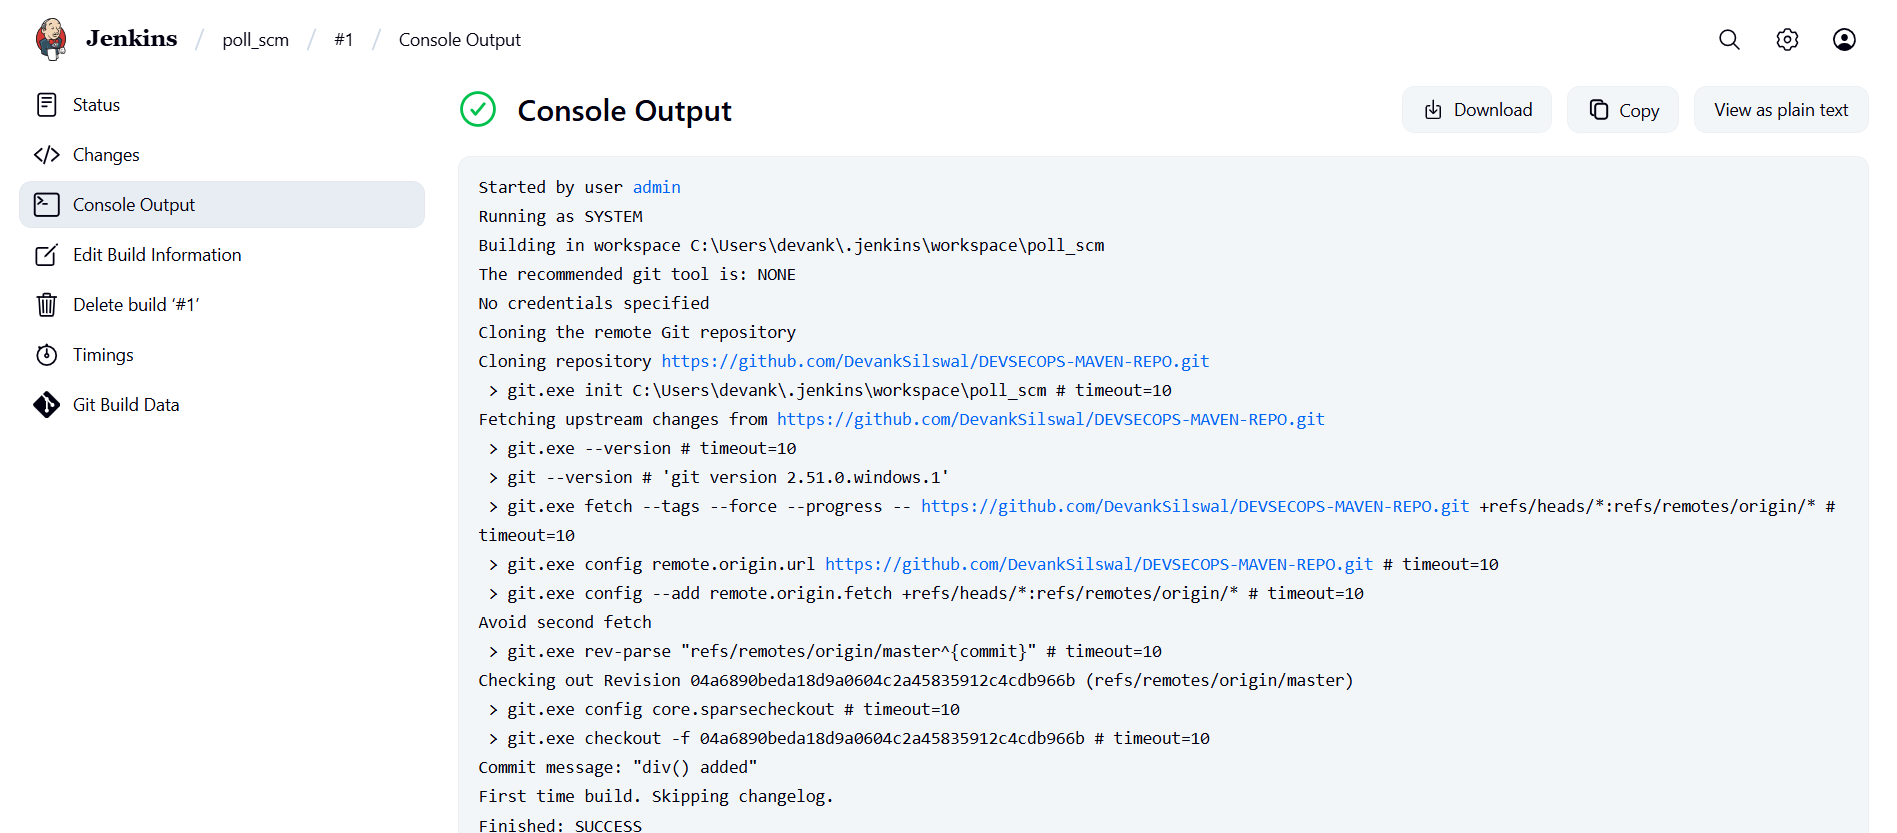 Jenkins / poll_scm / #1 / Console Output
Status
Changes
Console Output
Edit Build Information
Delete build ‘#1’
Timings
Git Build Data
Console Output
Download
Copy
View as plain text
Started by user admin
Running as SYSTEM
Building in workspace C:\Users\devank\.jenkins\workspace\poll_scm
The recommended git tool is: NONE
No credentials specified
Cloning the remote Git repository
Cloning repository https://github.com/DevankSilswal/DEVSECOPS-MAVEN-REPO.git
> git.exe init C:\Users\devank\.jenkins\workspace\poll_scm # timeout=10
Fetching upstream changes from https://github.com/DevankSilswal/DEVSECOPS-MAVEN-REPO.git
> git.exe --version # timeout=10
> git --version # 'git version 2.51.0.windows.1'
> git.exe fetch --tags --force --progress -- https://github.com/DevankSilswal/DEVSECOPS-MAVEN-REPO.git +refs/heads/*:refs/remotes/origin/* #
timeout=10
> git.exe config remote.origin.url https://github.com/DevankSilswal/DEVSECOPS-MAVEN-REPO.git # timeout=10
> git.exe config --add remote.origin.fetch +refs/heads/*:refs/remotes/origin/* # timeout=10
Avoid second fetch
> git.exe rev-parse "refs/remotes/origin/master^{commit}" # timeout=10
Checking out Revision 04a6890beda18d9a0604c2a45835912c4cdb966b (refs/remotes/origin/master)
> git.exe config core.sparsecheckout # timeout=10
> git.exe checkout -f 04a6890beda18d9a0604c2a45835912c4cdb966b # timeout=10
Commit message: "div() added"
First time build. Skipping changelog.
Finished: SUCCESS